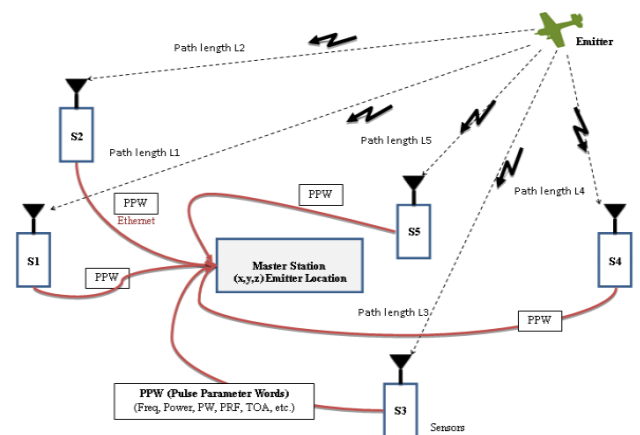 Emitter
Path length L2
Path length L1
Path length L5
Path length L4
S2
PPW
Ethernet
PPW
S5
S1
PPW
Master Station
(x,y,z) Emitter Location
S4
Path length L3
PPW
PPW (Pulse Parameter Words)
(Freq, Power, PW, PRF, TOA, etc.)
S3
Sensors